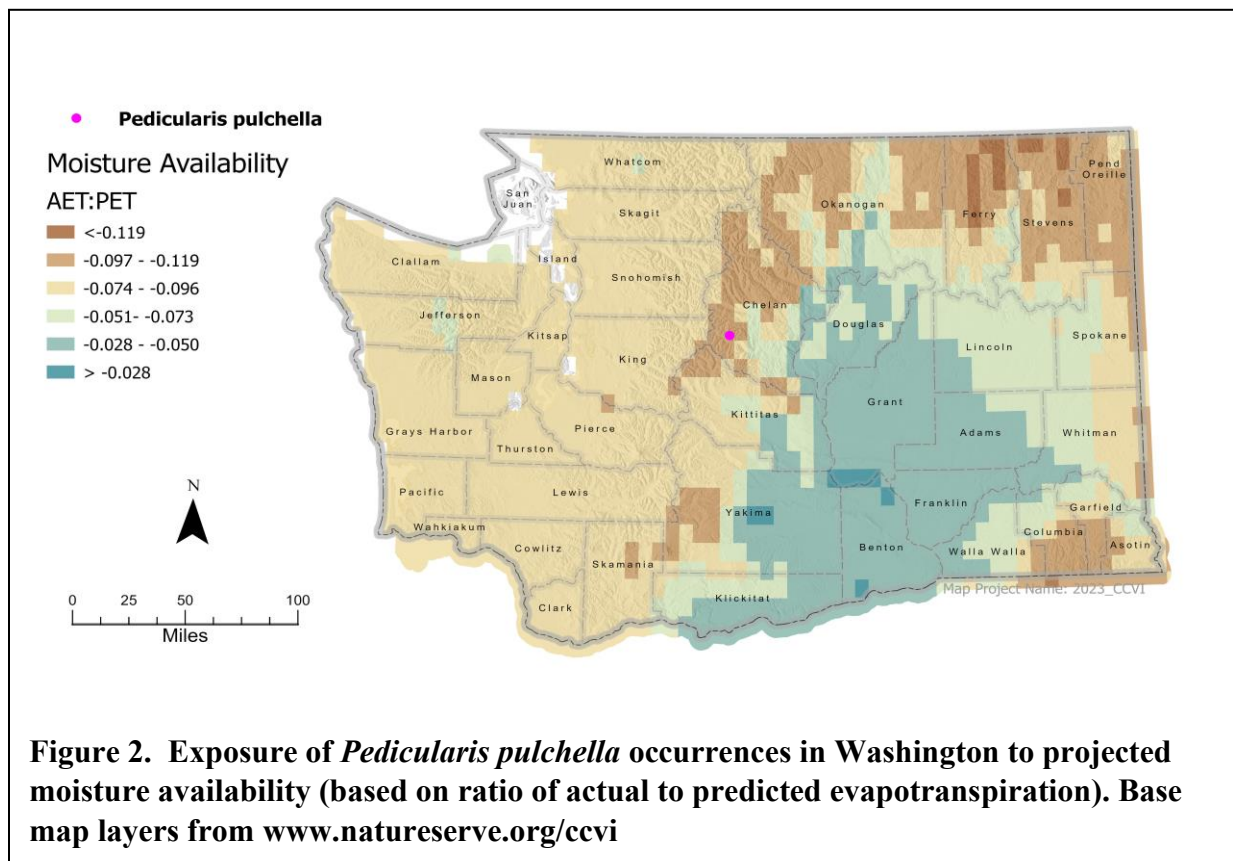 Pedicularis pulchella
Moisture Availability
AET:PET
<-0.119
-0.097 - -0.119
-0.074 - -0.096
-0.051- -0.073
-0.028 - -0.050
> -0.028
Whatcom
San
Juan
Skagit
Island
Clallam
Snohomish
Jefferson
Kitsap
King
Mason
Grays Harbor
Thurston
Pierce
Pacific
Lewis
Wahkiakum
Cowlitz
Clark
Skamania
Okanogan
Ferry
Stevens
Pend
Oreille
Chelan
Douglas
Lincoln
Spokane
Kittitas
Grant
Adams
Whitman
Yakima
Franklin
Garfield
Columbia
Asotin
Benton
Walla Walla
Klickitat
Map Project Name: 2023_CCVI
N
0 25 50 100
Miles
Figure 2. Exposure of Pedicularis pulchella occurrences in Washington to projected
moisture availability (based on ratio of actual to predicted evapotranspiration). Base
map layers from www.natureserve.org/ccvi